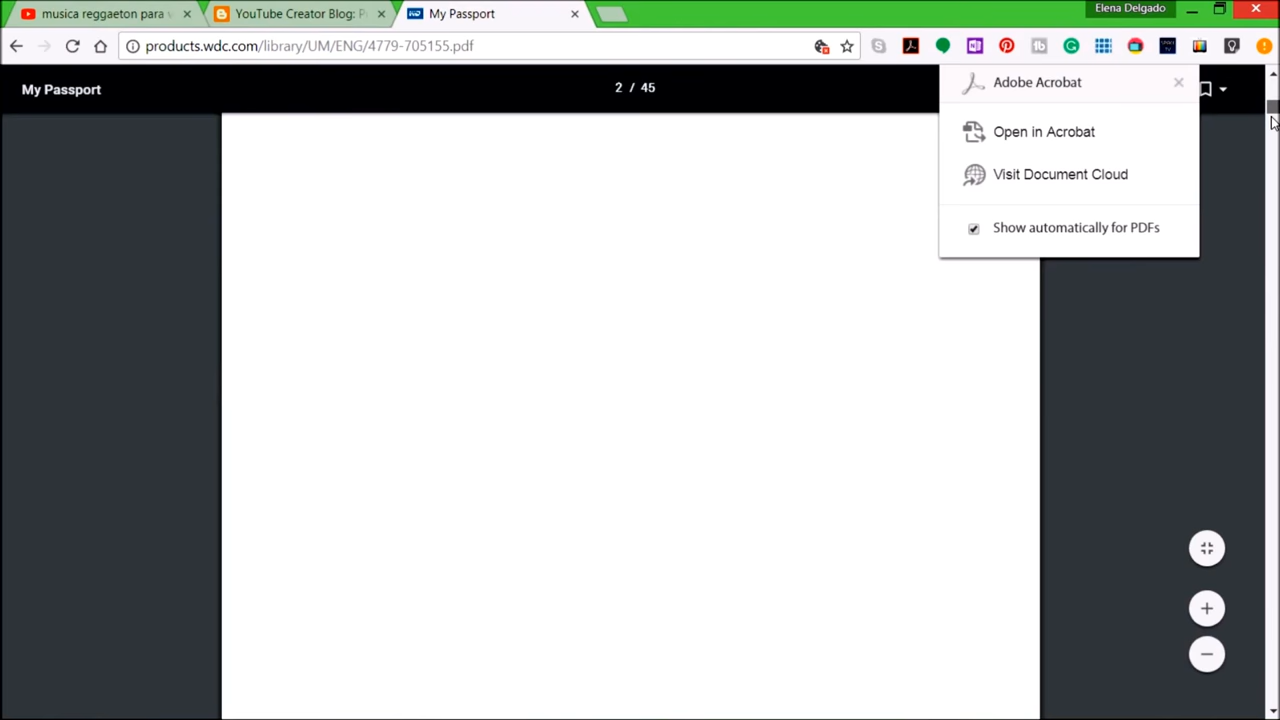 Elena Delgado
musica reggaeton para
YouTube Creator Blog:
My Passport
products.wdc.com/library/UM/ENG/4779-705155.pdf
My Passport
2 / 45
Adobe Acrobat
Open in Acrobat
Visit Document Cloud
Show automatically for PDFs